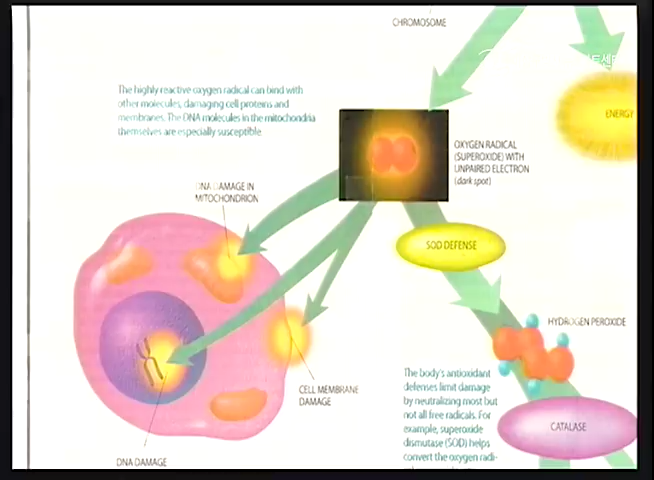 CHROMOSOME
ENERGY
The highly reactive oxygen radical can bind with
other molecules, damaging cell proteins and
membranes. The DNA molecules in the mitochondria
themselves are especially susceptible.
OXYGEN RADICAL
(SUPEROXIDE) WITH
UNPAIRED ELECTRON
(dark spot)
DNA DAMAGE IN
MITOCHONDRION
SOD DEFENSE
HYDROGEN PEROXIDE
CELL MEMBRANE
DAMAGE
The body's antioxidant
defenses limit damage
by neutralizing most but
not all free radicals. For
example, superoxide
dismutase (SOD) helps
convert the oxygen radi-
CATALASE
DNA DAMAGE